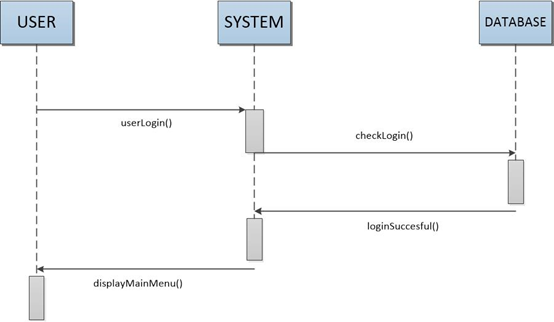 USER
SYSTEM
DATABASE
userLogin()
checkLogin()
loginSuccesful()
displayMainMenu()